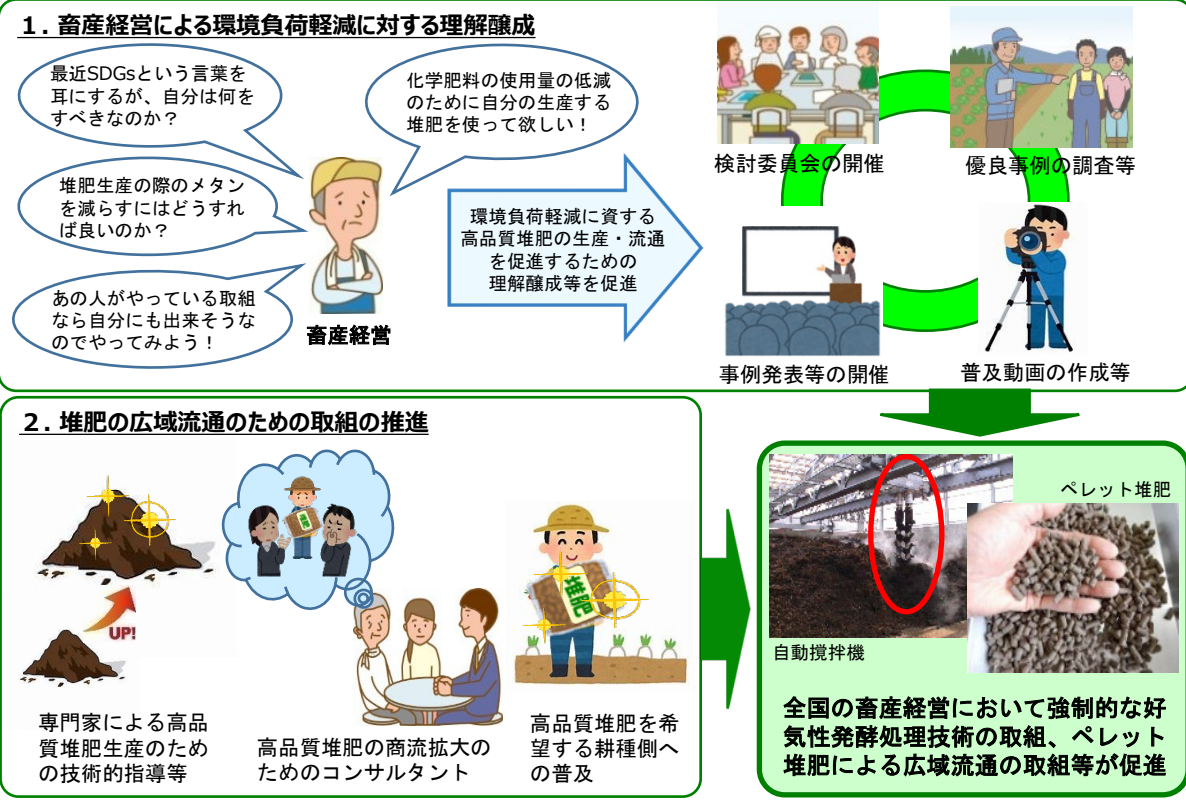 １．畜産経営による環境負荷軽減に対する理解醸成
最近SDGsという言葉を
耳にするが、自分は何を
すべきなのか？
化学肥料の使用量の低減
のために自分の生産する
堆肥を使って欲しい！
堆肥生産の際のメタン
を減らすにはどうすれ
ば良いのか？
あの人がやっている取組
なら自分にも出来そうな
のでやってみよう！
畜産経営
環境負荷軽減に資する
高品質堆肥の生産・流通
を促進するための
理解醸成等を促進
検討委員会の開催
優良事例の調査等
事例発表等の開催
普及動画の作成等
２．堆肥の広域流通のための取組の推進
UP!
堆肥
堆肥
専門家による高品
質堆肥生産のため
の技術的指導等
高品質堆肥の商流拡大の
ためのコンサルタント
高品質堆肥を希
望する耕種側へ
の普及
ペレット堆肥
自動撹拌機
全国の畜産経営において強制的な好
気性発酵処理技術の取組、ペレット
堆肥による広域流通の取組等が促進